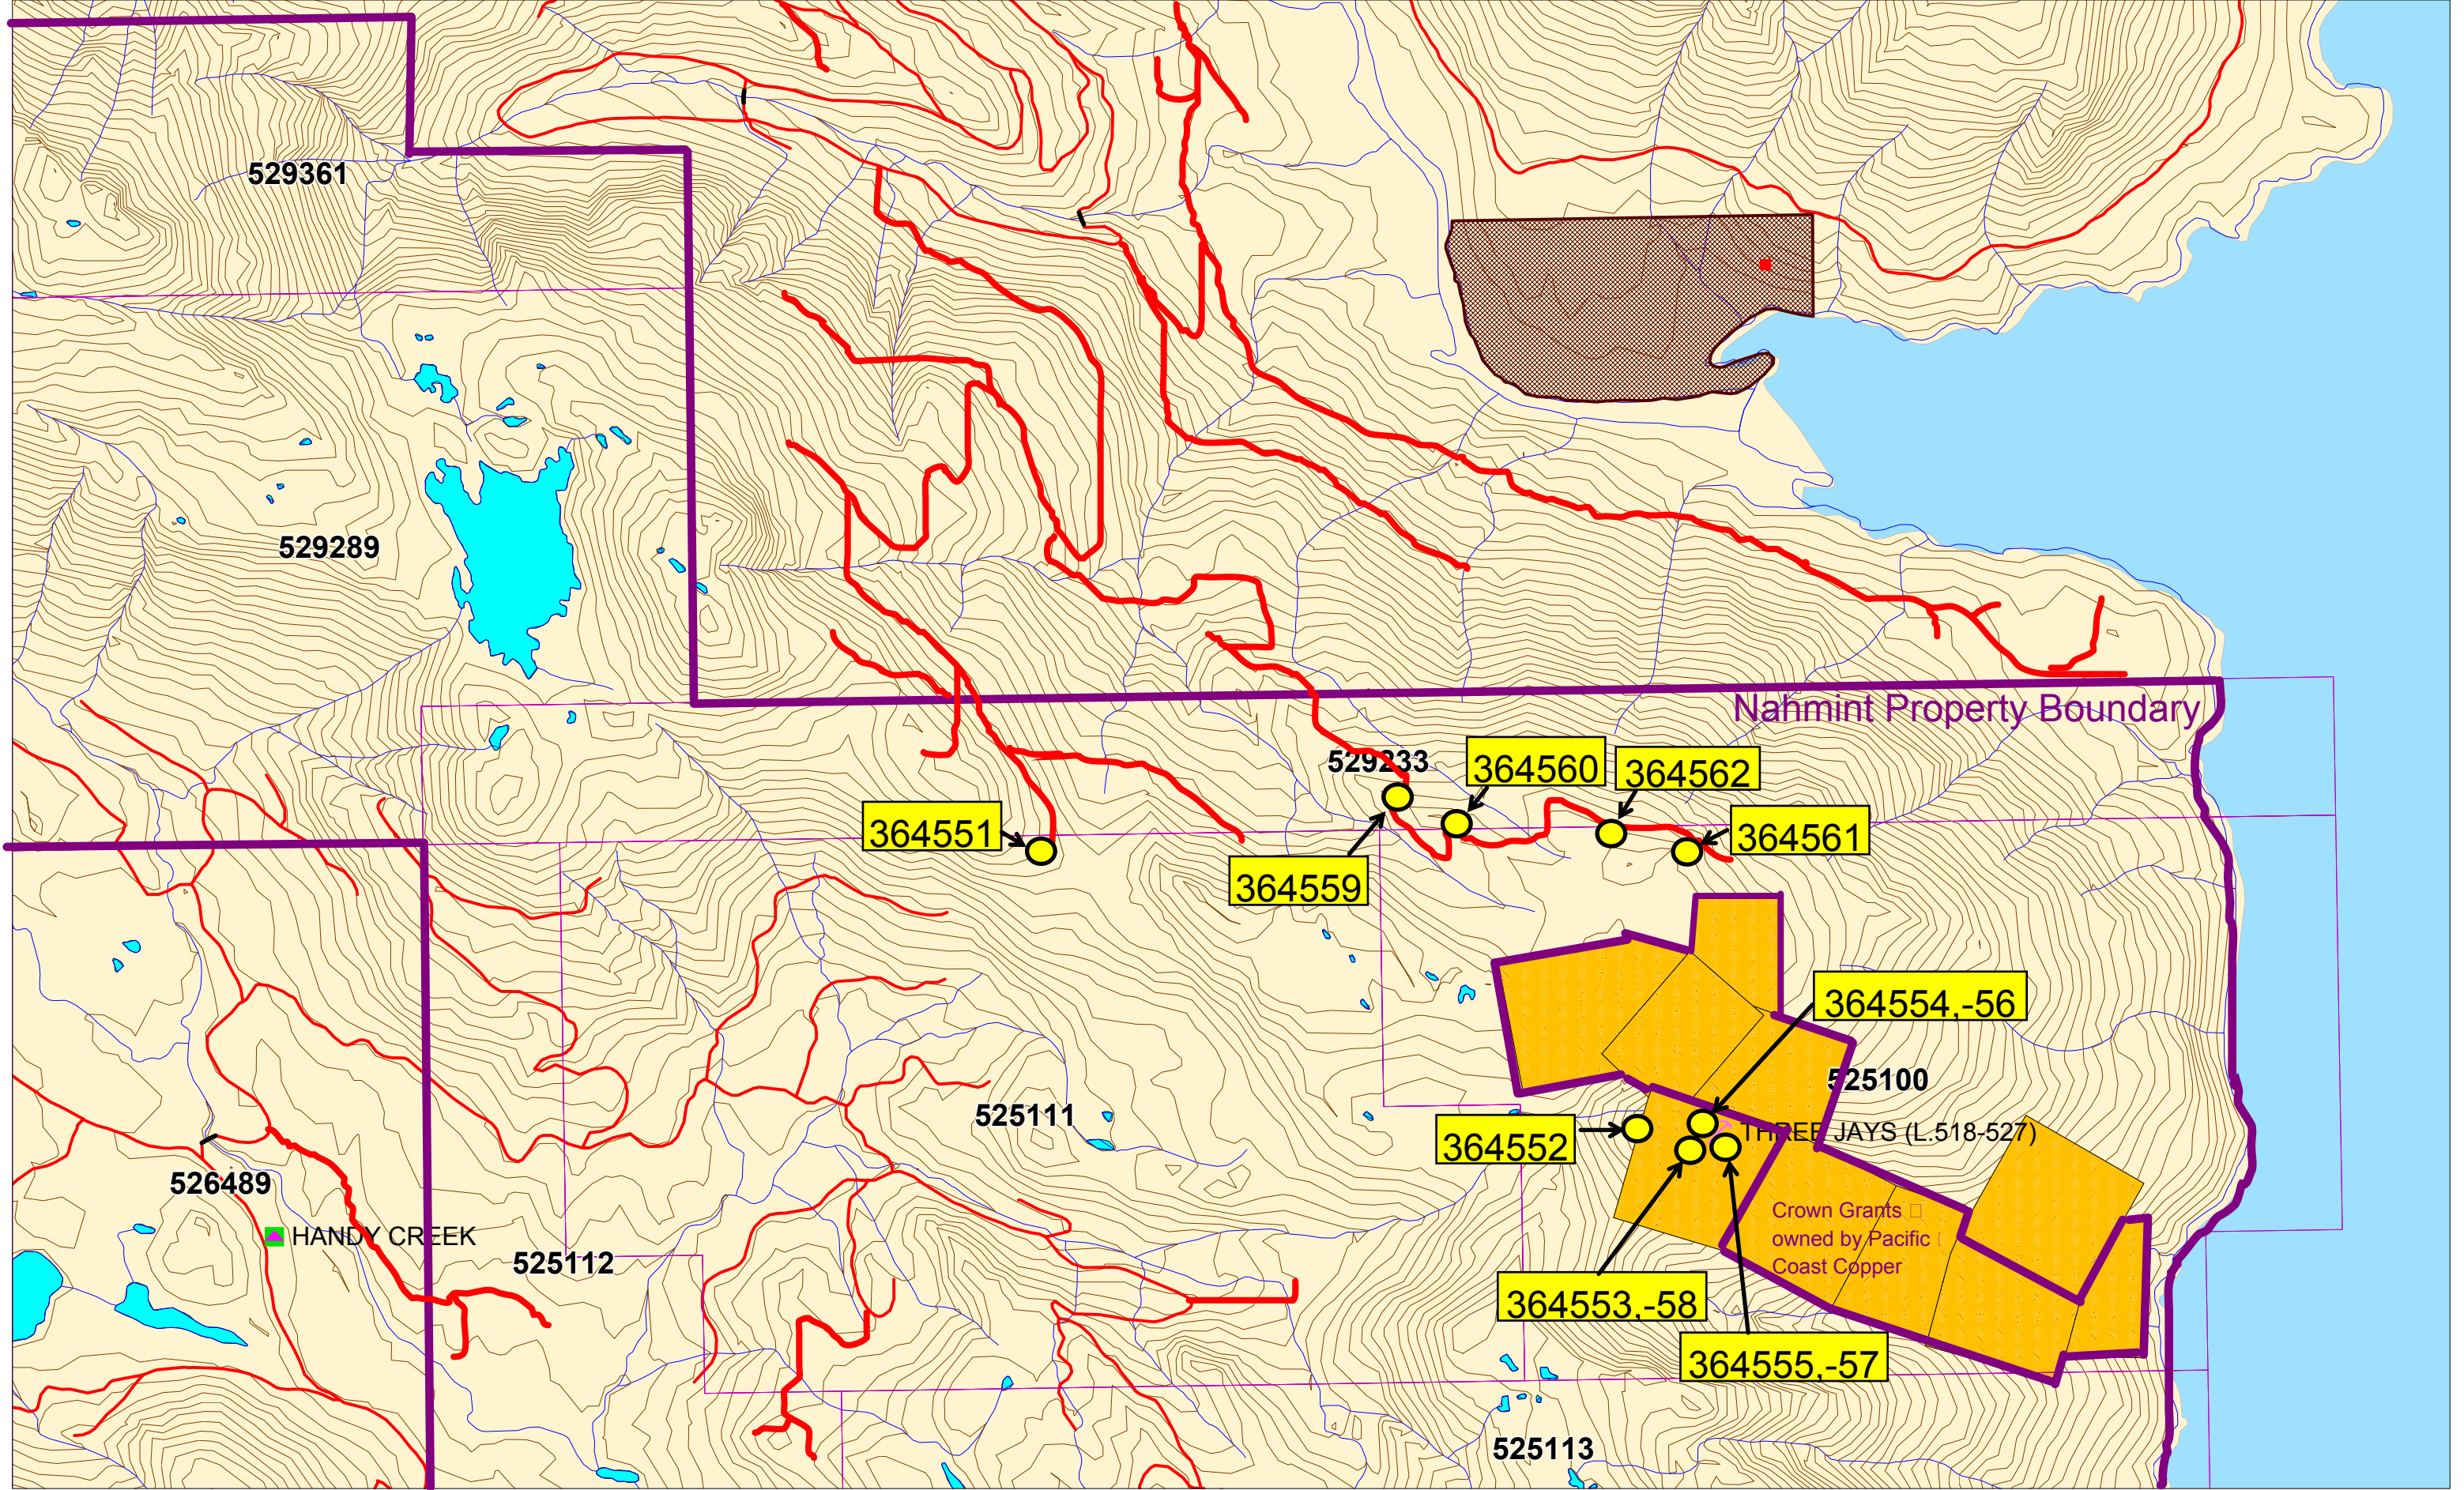 529361
529289
Nahmint Property Boundary
529233
364560
364562
364551
364561
364559
364554,-56
525100
525111
364552
THREE JAYS (L.518-527)
526489
Crown Grants
HANDY CREEK
owned by Pacific
525112
Coast Copper
364553,-58
364555,-57
525113